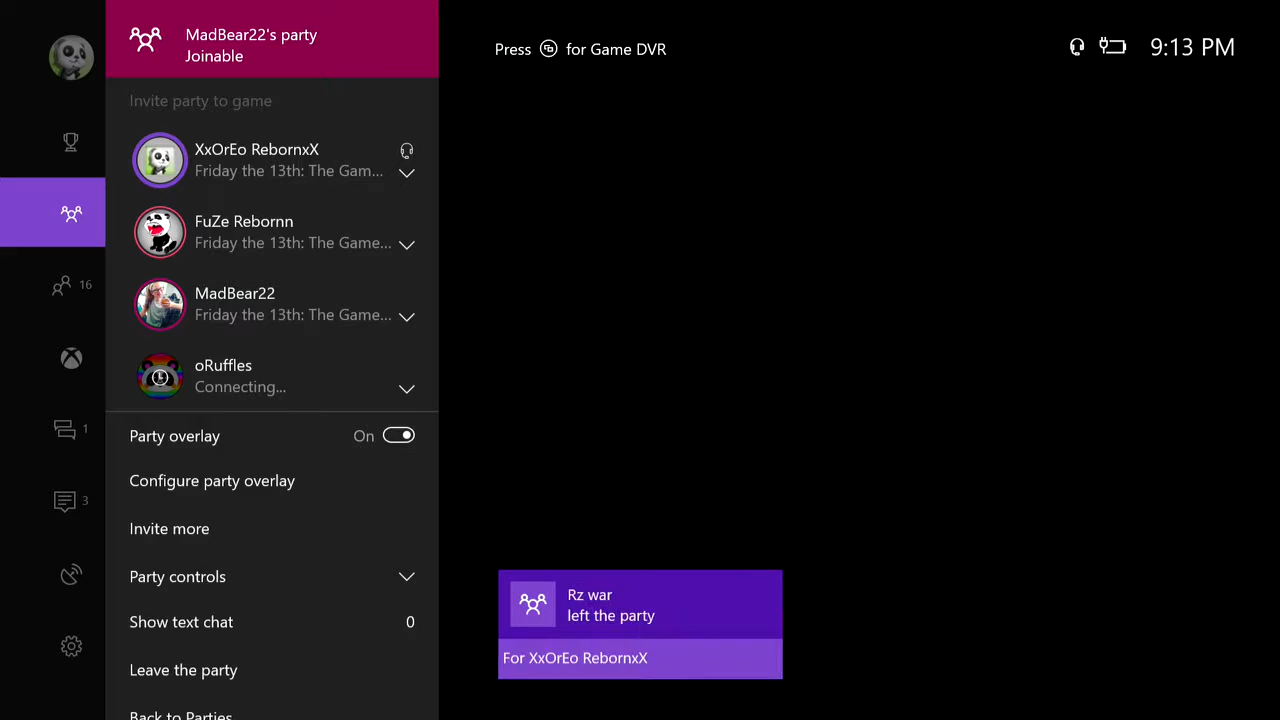 MadBear22's party
Joinable
Press for Game DVR
9:13 PM
Invite party to game
XxOrEo RebornxX
Friday the 13th: The Gam...
FuZe Rebornn
Friday the 13th: The Game...
16
MadBear22
Friday the 13th: The Game...
oRuffles
Connecting...
1
Party overlay On
Configure party overlay
3
Invite more
Party controls
Show text chat 0
Leave the party
Back to Parties
Rz war
left the party
For XxOrEo RebornxX